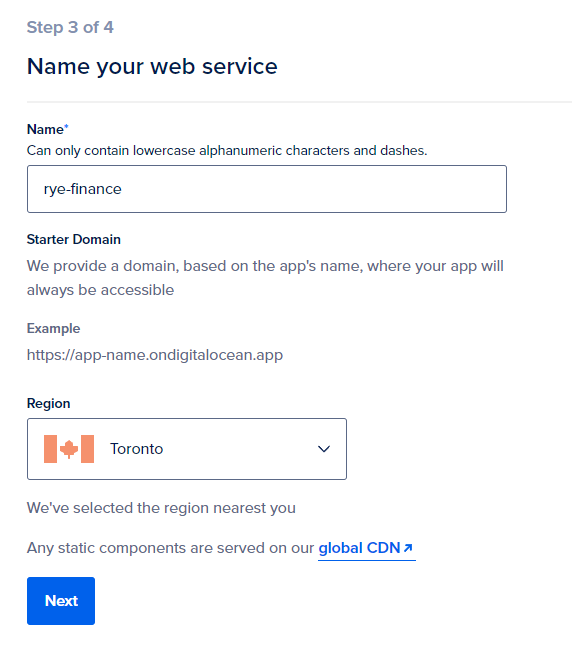 Step 3 of 4
Name your web service
Name*
Can only contain lowercase alphanumeric characters and dashes.
rye-finance
Starter Domain
We provide a domain, based on the app's name, where your app will
always be accessible
Example
https://app-name.ondigitalocean.app
Region
Toronto
We've selected the region nearest you
Any static components are served on our global CDN↗
Next